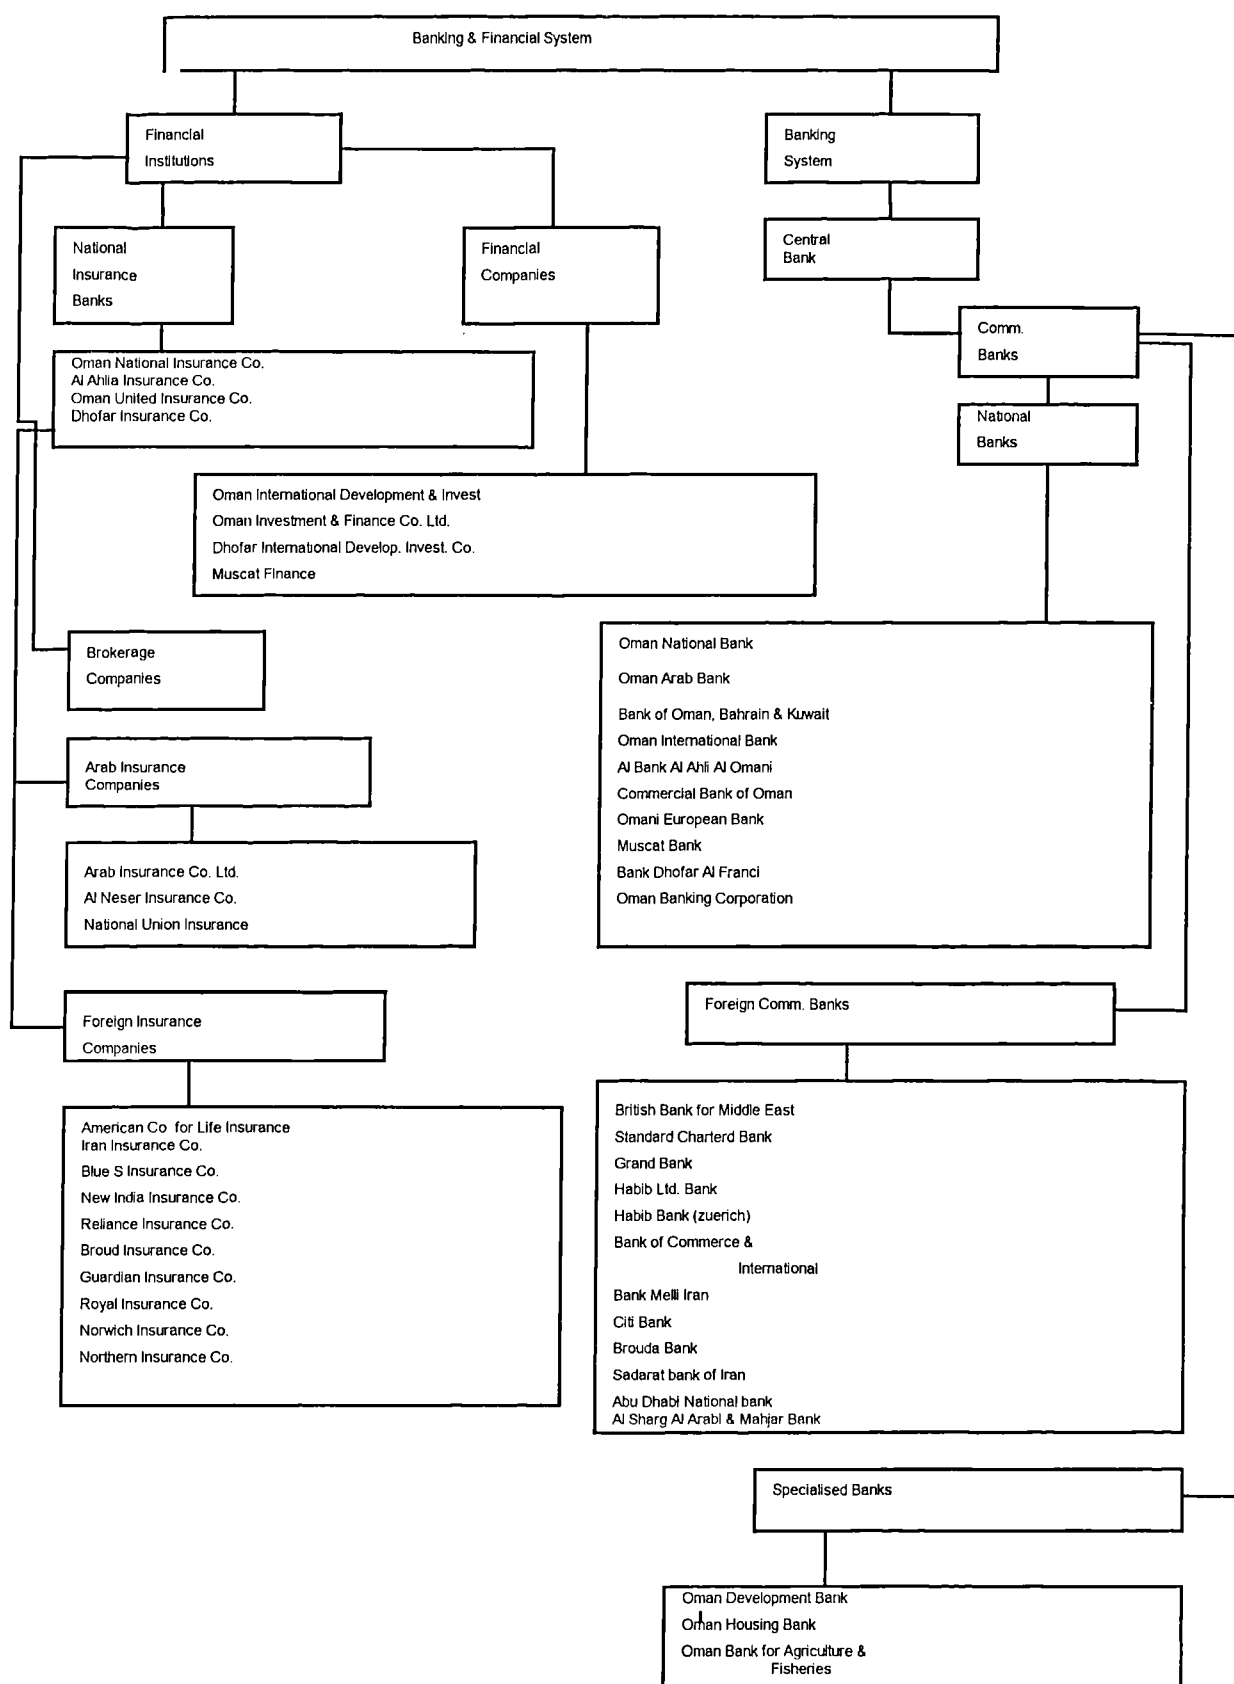 Banking & Financial System
Financial
Institutions
Banking
System
National
Insurance
Banks
Financial
Companies
Central
Bank
Comm.
Banks
National
Banks
Oman National Insurance Co.
Al Ahlia Insurance Co.
Oman United Insurance Co.
Dhofar Insurance Co.
Oman International Development & Invest
Oman Investment & Finance Co. Ltd.
Dhofar International Develop. Invest. Co.
Muscat Finance
Brokerage
Companies
Arab Insurance
Companies
Arab Insurance Co. Ltd.
Al Neser Insurance Co.
National Union Insurance
Foreign Insurance
Companies
American Co for Life Insurance
Iran Insurance Co.
Blue S Insurance Co.
New India Insurance Co.
Reliance Insurance Co.
Broud Insurance Co.
Guardian Insurance Co.
Royal Insurance Co.
Norwich Insurance Co.
Northern Insurance Co.
Oman National Bank
Oman Arab Bank
Bank of Oman, Bahrain & Kuwait
Oman International Bank
Al Bank Al Ahli Al Omani
Commercial Bank of Oman
Omani European Bank
Muscat Bank
Bank Dhofar Al Franci
Oman Banking Corporation
Foreign Comm. Banks
British Bank for Middle East
Standard Charterd Bank
Grand Bank
Habib Ltd. Bank
Habib Bank (zuerich)
Bank of Commerce &
International
Bank Melli Iran
Citi Bank
Brouda Bank
Sadarat bank of Iran
Abu Dhabi National bank
Al Sharg Al Arabi & Mahjar Bank
Specialised Banks
Oman Development Bank
Oman Housing Bank
Oman Bank for Agriculture &
Fisheries